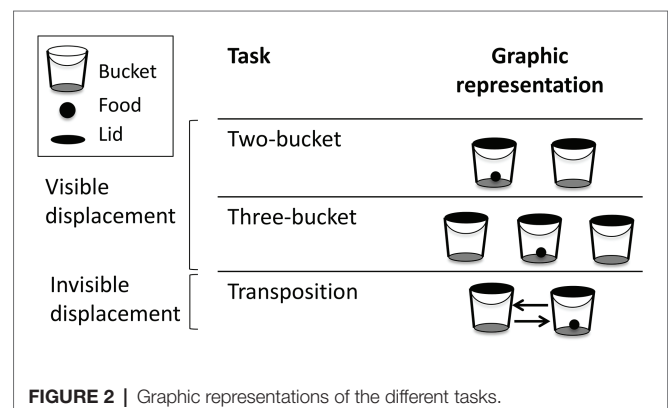 Bucket
Food
Lid
Task
Graphic
representation
Visible
displacement
Two-bucket
Three-bucket
Invisible
displacement
Transposition
FIGURE 2 | Graphic representations of the different tasks.